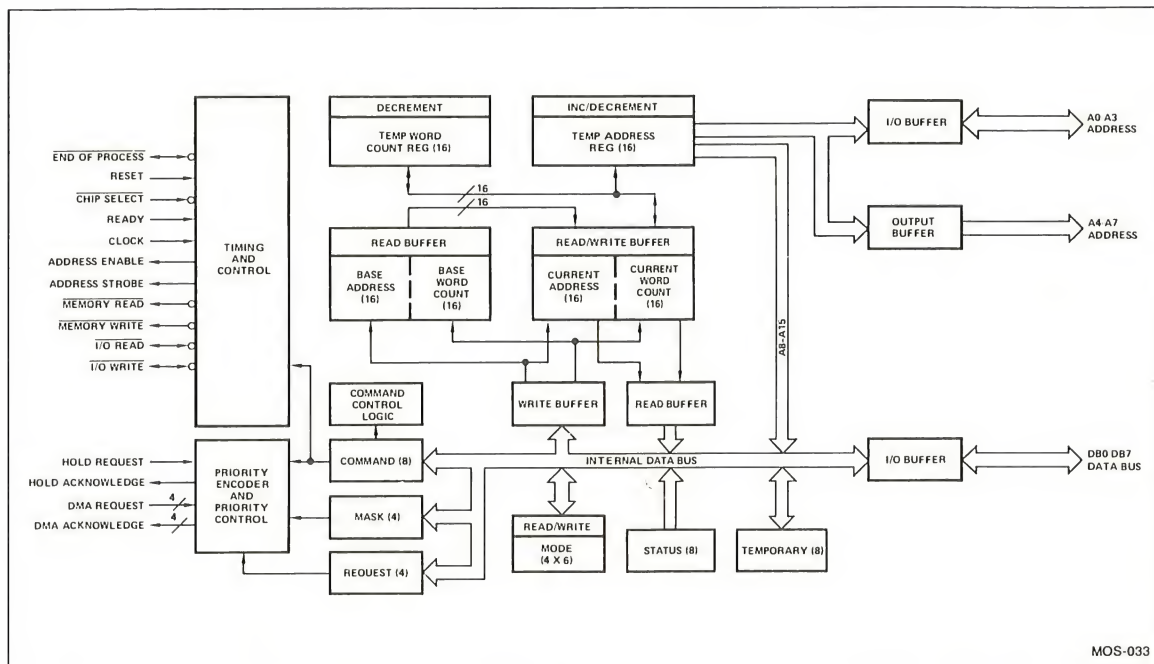 END OF PROCESS
RESET
CHIP SELECT
READY
CLOCK
ADDRESS ENABLE
ADDRESS STROBE
MEMORY READ
MEMORY WRITE
I/O READ
I/O WRITE
TIMING
AND
CONTROL
HOLD REQUEST
HOLD ACKNOWLEDGE
DMA REQUEST
4
DMA ACKNOWLEDGE
4
PRIORITY
ENCODER
AND
PRIORITY
CONTROL
DECREMENT
TEMP WORD
COUNT REG (16)
INC/DECREMENT
TEMP ADDRESS
REG (16)
16
16
READ BUFFER
BASE
ADDRESS
(16)
BASE
WORD
COUNT
(16)
READ/WRITE BUFFER
CURRENT
ADDRESS
(16)
CURRENT
WORD
COUNT
(16)
COMMAND
CONTROL
LOGIC
WRITE BUFFER
READ BUFFER
COMMAND (8)
MASK (4)
REQUEST (4)
INTERNAL DATA BUS
READ/WRITE
MODE
(4 X 6)
STATUS (8)
TEMPORARY (8)
A8-A15
I/O BUFFER
A0 A3
ADDRESS
OUTPUT
BUFFER
A4 A7
ADDRESS
I/O BUFFER
DB0 DB7
DATA BUS
MOS-033